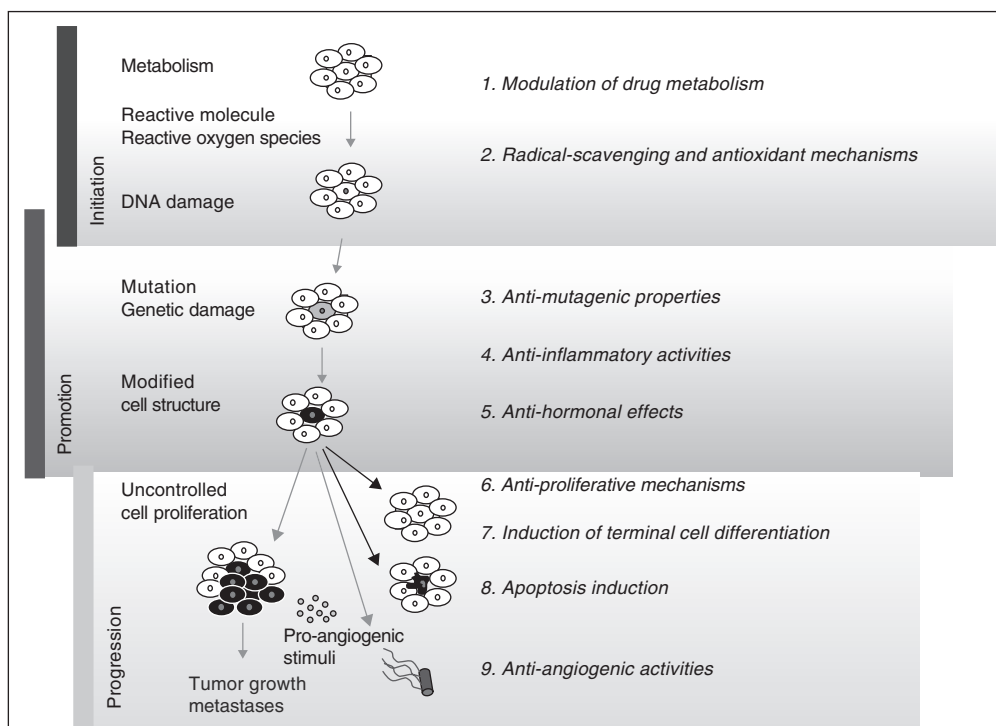 Metabolism
1. Modulation of drug metabolism
Reactive molecule
Reactive oxygen species
2. Radical-scavenging and antioxidant mechanisms
DNA damage
Initiation
Mutation
Genetic damage
3. Anti-mutagenic properties
4. Anti-inflammatory activities
Modified
cell structure
5. Anti-hormonal effects
Promotion
Uncontrolled
cell proliferation
6. Anti-proliferative mechanisms
7. Induction of terminal cell differentiation
8. Apoptosis induction
Pro-angiogenic
stimuli
9. Anti-angiogenic activities
Tumor growth
metastases
Progression